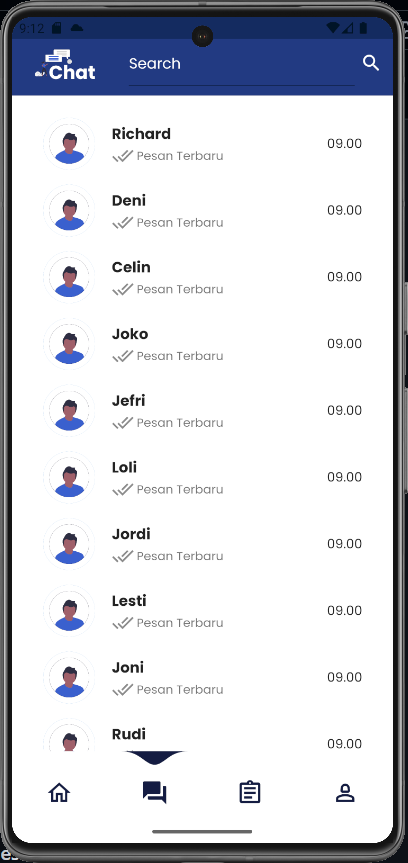 9:12
Chat
Search
Richard
Pesan Terbaru
09.00
Deni
Pesan Terbaru
09.00
Celin
Pesan Terbaru
09.00
Joko
Pesan Terbaru
09.00
Jefri
Pesan Terbaru
09.00
Loli
Pesan Terbaru
09.00
Jordi
Pesan Terbaru
09.00
Lesti
Pesan Terbaru
09.00
Joni
Pesan Terbaru
09.00
Rudi
09.00